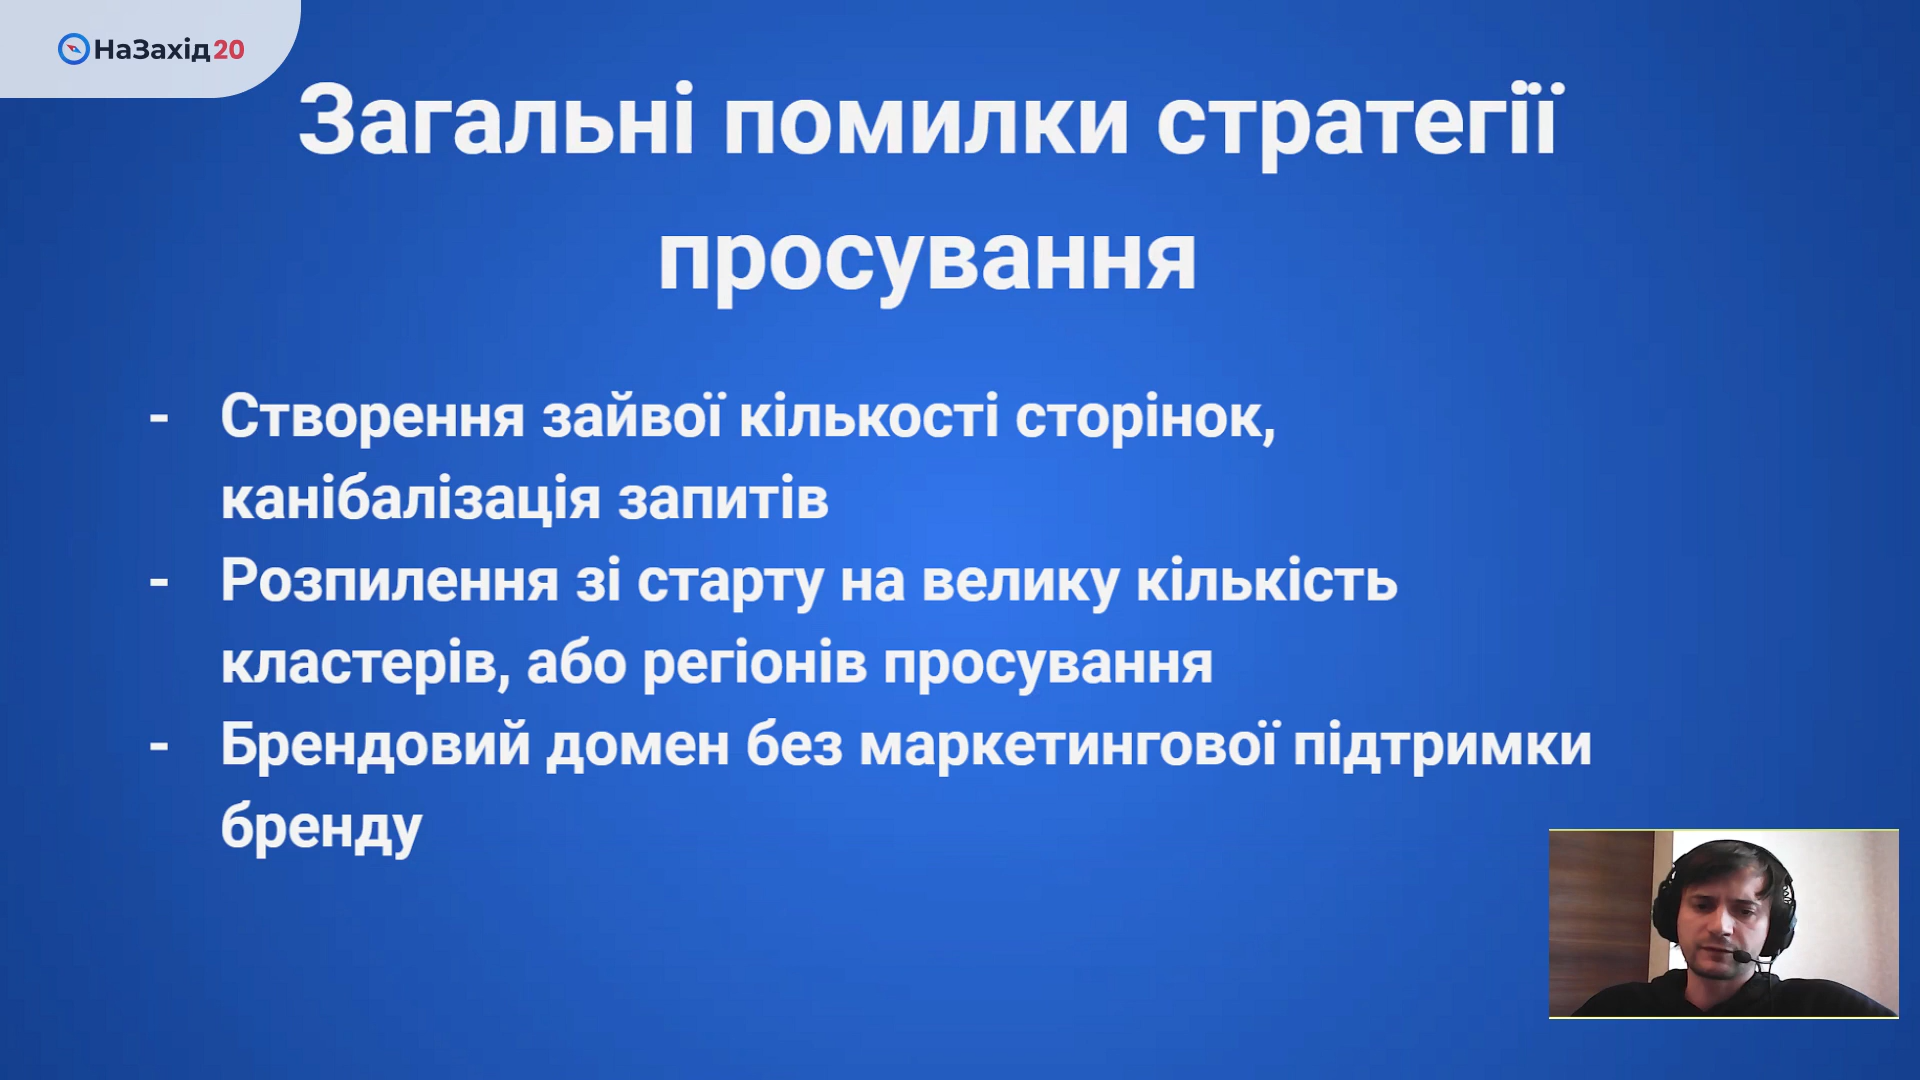 НаЗахід20
Загальні помилки стратегії
просування
- Створення зайвої кількості сторінок,
канібалізація запитів
- Розпилення зі старту на велику кількість
кластерів, або регіонів просування
- Брендовий домен без маркетингової підтримки
бренду